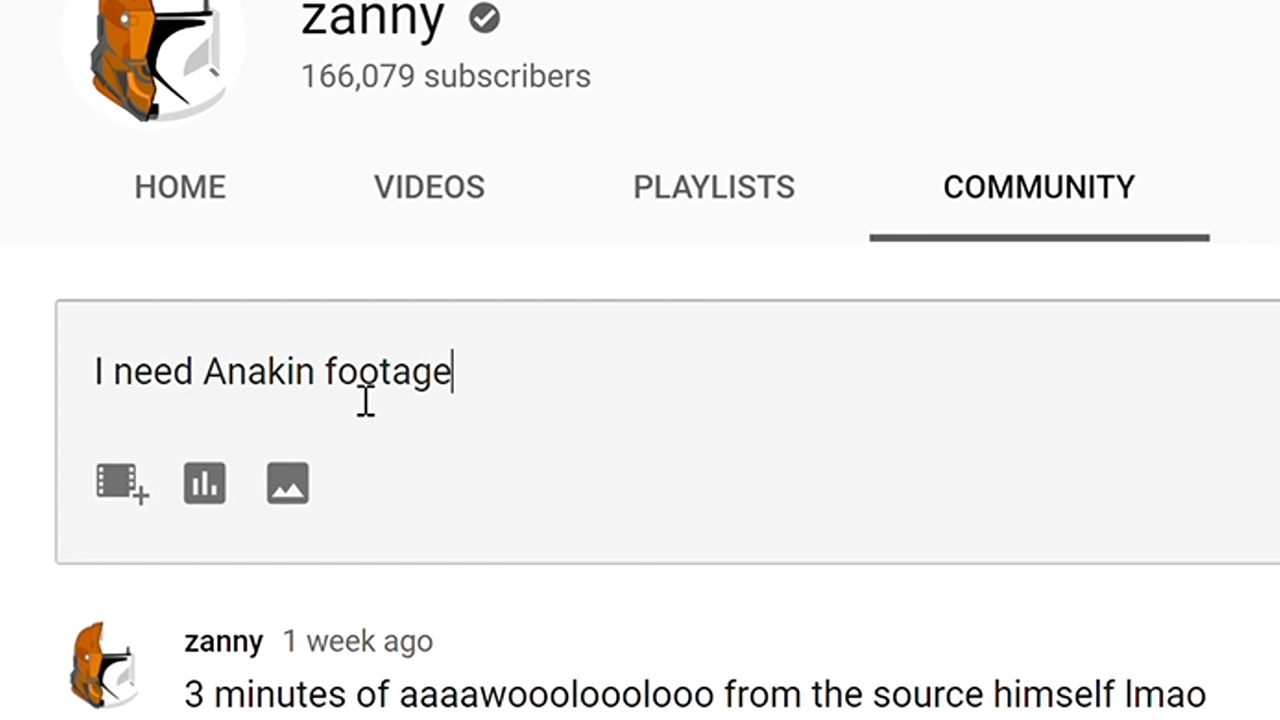 zanny
166,079 subscribers
HOME VIDEOS PLAYLISTS COMMUNITY
I need Anakin footage
zanny 1 week ago
3 minutes of aaaawooolooolooo from the source himself lmao